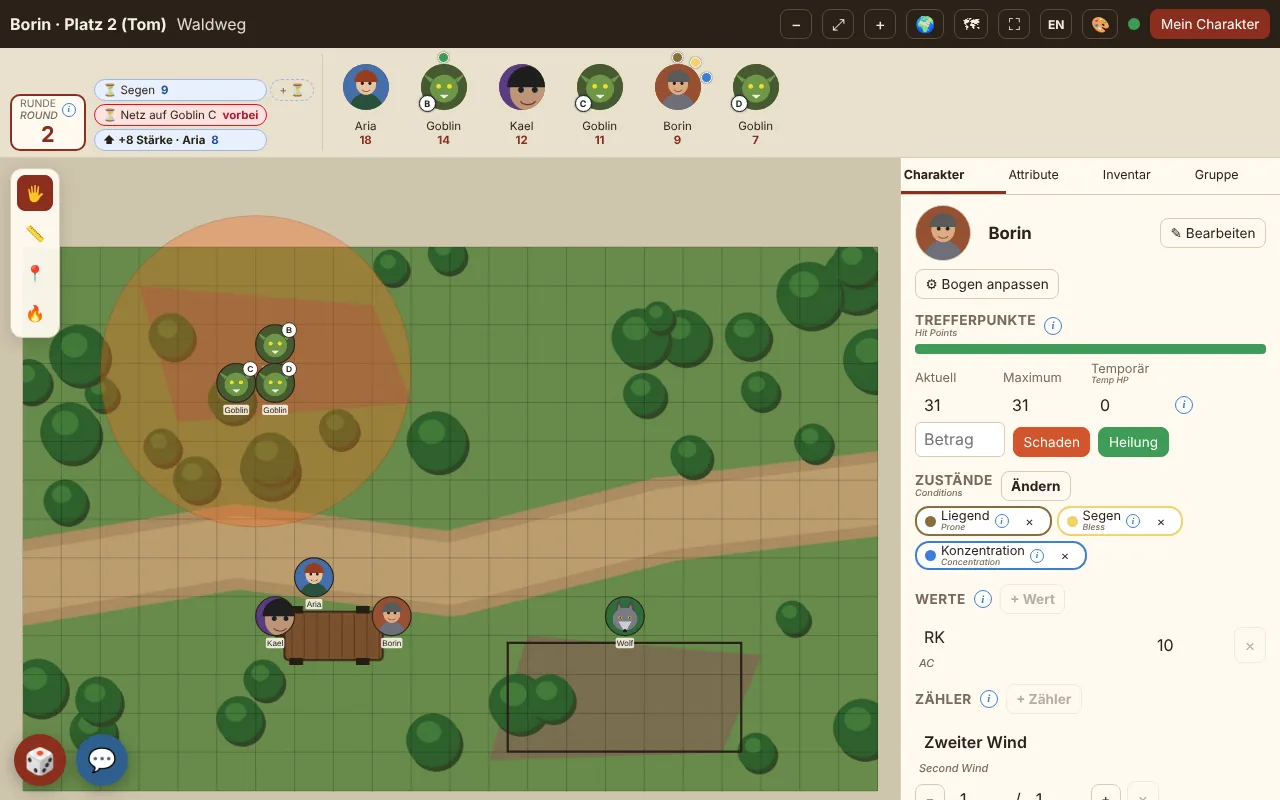 Borin · Platz 2 (Tom) Waldweg
EN
Mein Charakter
RUNDE
ROUND
2
Segen 9
Netz auf Goblin C vorbei
+8 Stärke · Aria 8
+
Aria
18
B
Goblin
14
Kael
12
C
Goblin
11
Borin
9
D
Goblin
7
B
C
D
Goblin
Goblin
Aria
Kael
Borin
Wolf
Charakter
Attribute
Inventar
Gruppe
Borin
✎ Bearbeiten
⚙ Bogen anpassen
TREFFERPUNKTE
Hit Points
Aktuell
Maximum
Temporär
Temp HP
31
31
0
Betrag
Schaden
Heilung
ZUSTÄNDE
Conditions
Ändern
Liegend
Prone
×
Segen
Bless
×
Konzentration
Concentration
×
WERTE
+ Wert
RK
AC
10
×
ZÄHLER
+ Zähler
Zweiter Wind
Second Wind
− 1 / 1 + ×